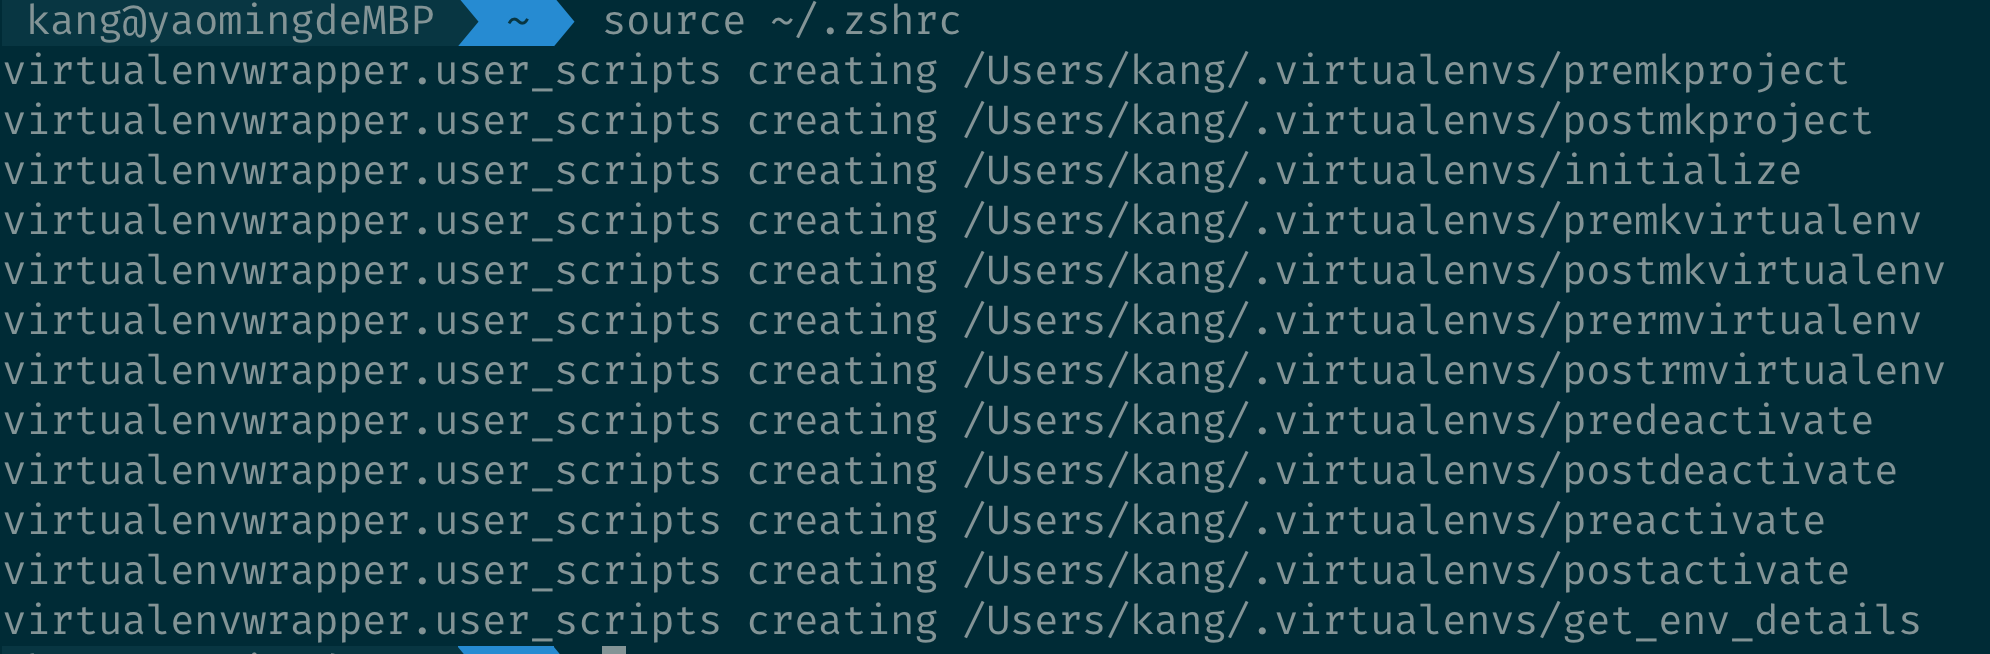 kang@yaomingdeMBP ~ source ~/.zshrc
virtualenvwrapper.user_scripts creating /Users/kang/.virtualenvs/premkproject
virtualenvwrapper.user_scripts creating /Users/kang/.virtualenvs/postmkproject
virtualenvwrapper.user_scripts creating /Users/kang/.virtualenvs/initialize
virtualenvwrapper.user_scripts creating /Users/kang/.virtualenvs/premkvirtualenv
virtualenvwrapper.user_scripts creating /Users/kang/.virtualenvs/postmkvirtualenv
virtualenvwrapper.user_scripts creating /Users/kang/.virtualenvs/prermvirtualenv
virtualenvwrapper.user_scripts creating /Users/kang/.virtualenvs/postrmvirtualenv
virtualenvwrapper.user_scripts creating /Users/kang/.virtualenvs/predeactivate
virtualenvwrapper.user_scripts creating /Users/kang/.virtualenvs/postdeactivate
virtualenvwrapper.user_scripts creating /Users/kang/.virtualenvs/preactivate
virtualenvwrapper.user_scripts creating /Users/kang/.virtualenvs/postactivate
virtualenvwrapper.user_scripts creating /Users/kang/.virtualenvs/get_env_details